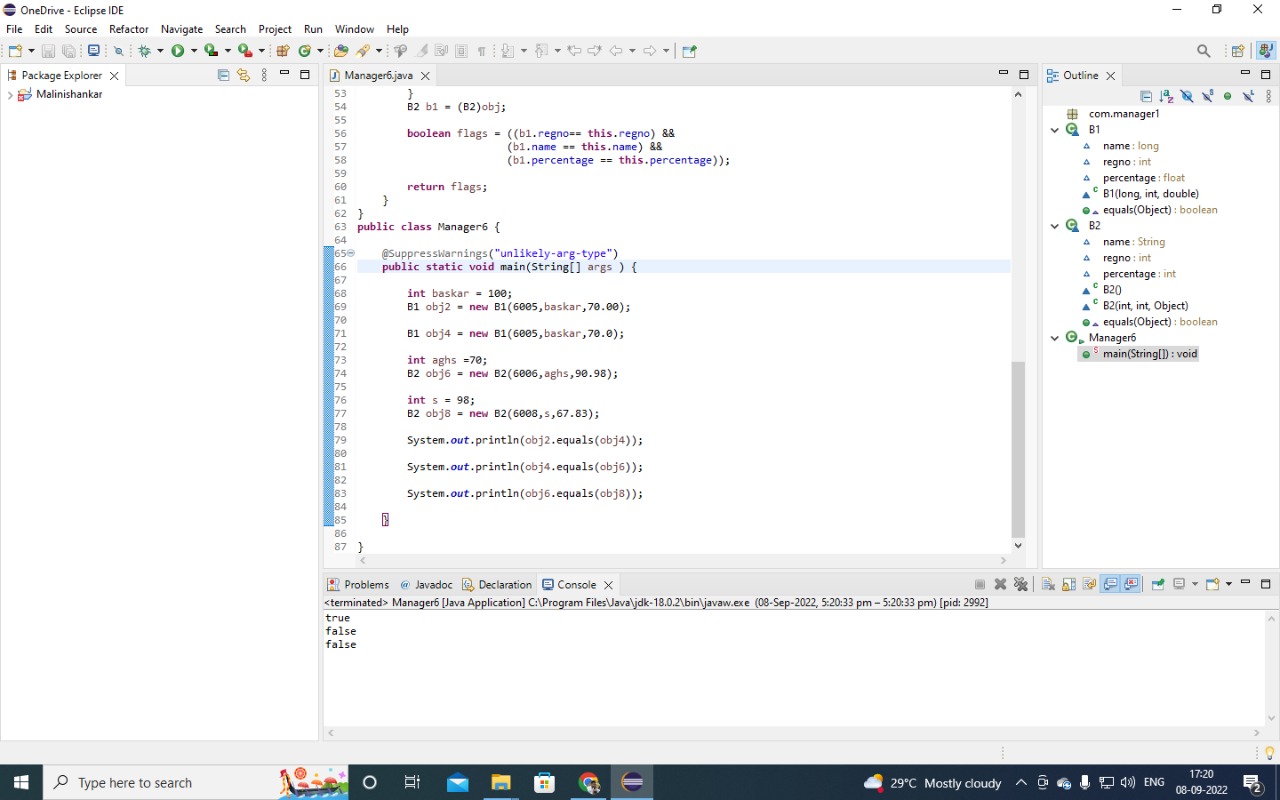 OneDrive - Eclipse IDE
File Edit Source Refactor Navigate Search Project Run Window Help
Package Explorer
Malinishankar
Manager6.java
53 }
54 B2 b1 = (B2)obj;
55
56 boolean flags = ((b1.regno== this.regno) &&
57 (b1.name == this.name) &&
58 (b1.percentage == this.percentage));
59
60 return flags;
61 }
62 }
63 public class Manager6 {
64
65 @SuppressWarnings("unlikely-arg-type")
66 public static void main(String[] args ) {
67
68 int baskar = 100;
69 B1 obj2 = new B1(6005,baskar,70.00);
70
71 B1 obj4 = new B1(6005,baskar,70.0);
72
73 int aghs =70;
74 B2 obj6 = new B2(6006,aghs,90.98);
75
76 int s = 98;
77 B2 obj8 = new B2(6008,s,67.83);
78
79 System.out.println(obj2.equals(obj4));
80
81 System.out.println(obj4.equals(obj6));
82
83 System.out.println(obj6.equals(obj8));
84
85 }
86
87 }
Outline
com.manager1
B1
name : long
regno : int
percentage : float
B1(long, int, double)
equals(Object) : boolean
B2
name : String
regno : int
percentage : int
B2()
B2(int, int, Object)
equals(Object) : boolean
Manager6
main(String[]) : void
Problems @ Javadoc Declaration Console
<terminated> Manager6 [Java Application] C:\Program Files\Java\jdk-18.0.2\bin\javaw.exe (08-Sep-2022, 5:20:33 pm – 5:20:33 pm) [pid: 2992]
true
false
false
Type here to search
29°C Mostly cloudy
ENG
17:20
08-09-2022
2